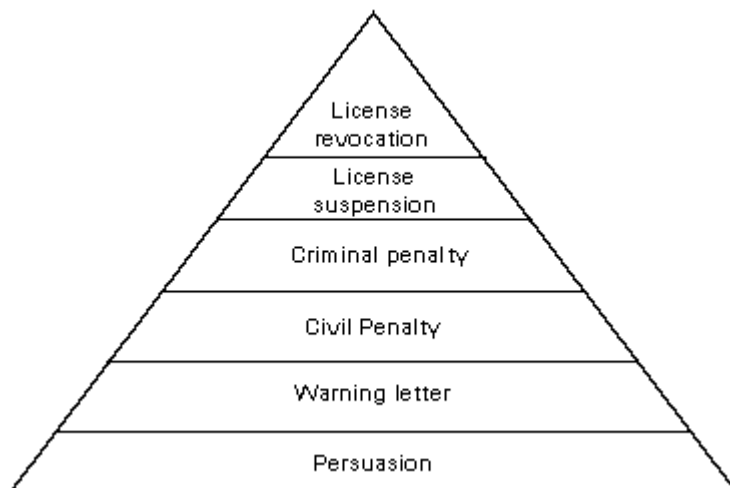 License
revocation
License
suspension
Criminal penalty
Civil Penalty
Warning letter
Persuasion